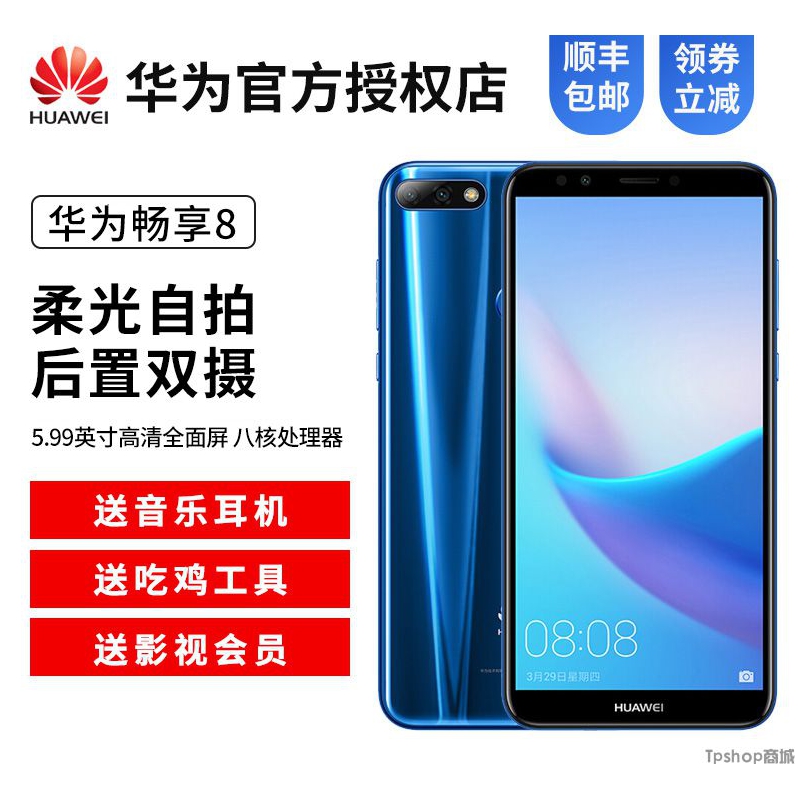 HUAWEI
华为官方授权店
顺丰
包邮
领券
立减
华为畅享8
柔光自拍
后置双摄
5.99英寸高清全面屏 八核处理器
送音乐耳机
送吃鸡工具
送影视会员
08:08
3月29日星期四
HUAWEI
Tpshop商城